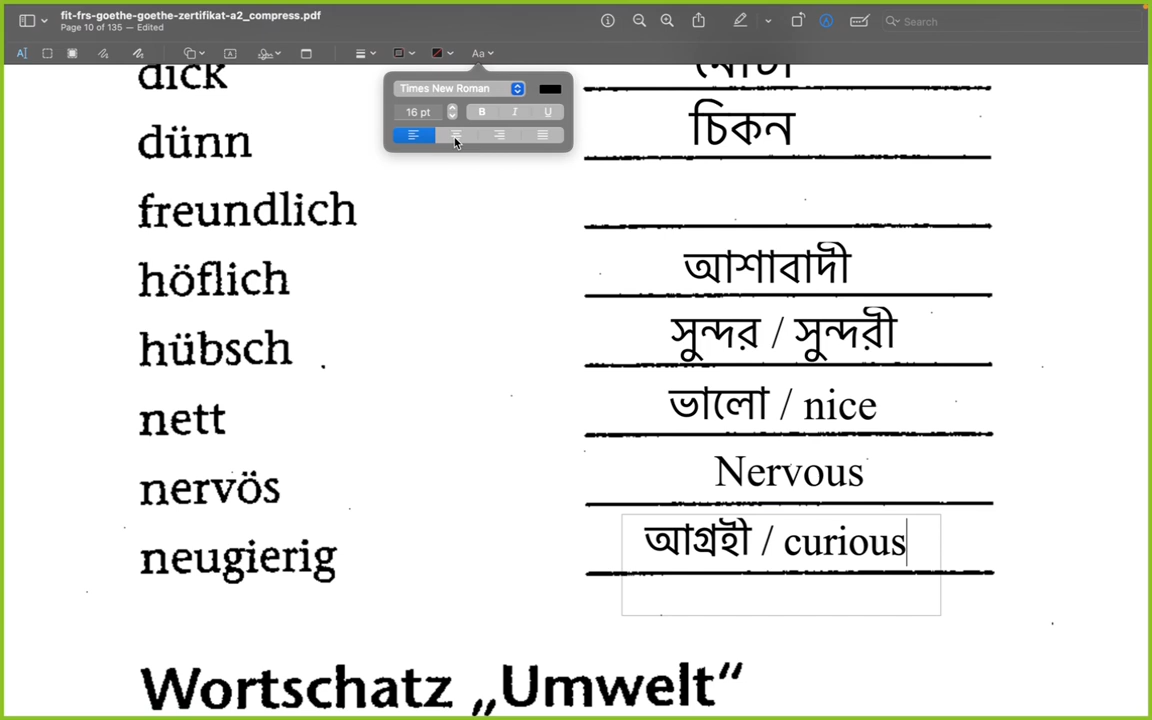 fit-frs-goethe-goethe-zertifikat-a2_compress.pdf
Page 10 of 135 — Edited
Search
Aa
Times New Roman
16 pt
B I U
dick
dünn চিকন
freundlich
höflich আশাবাদী
hübsch সুন্দর / সুন্দরী
nett ভালো / nice
nervös Nervous
neugierig আগ্রহী / curious
Wortschatz „Umwelt“